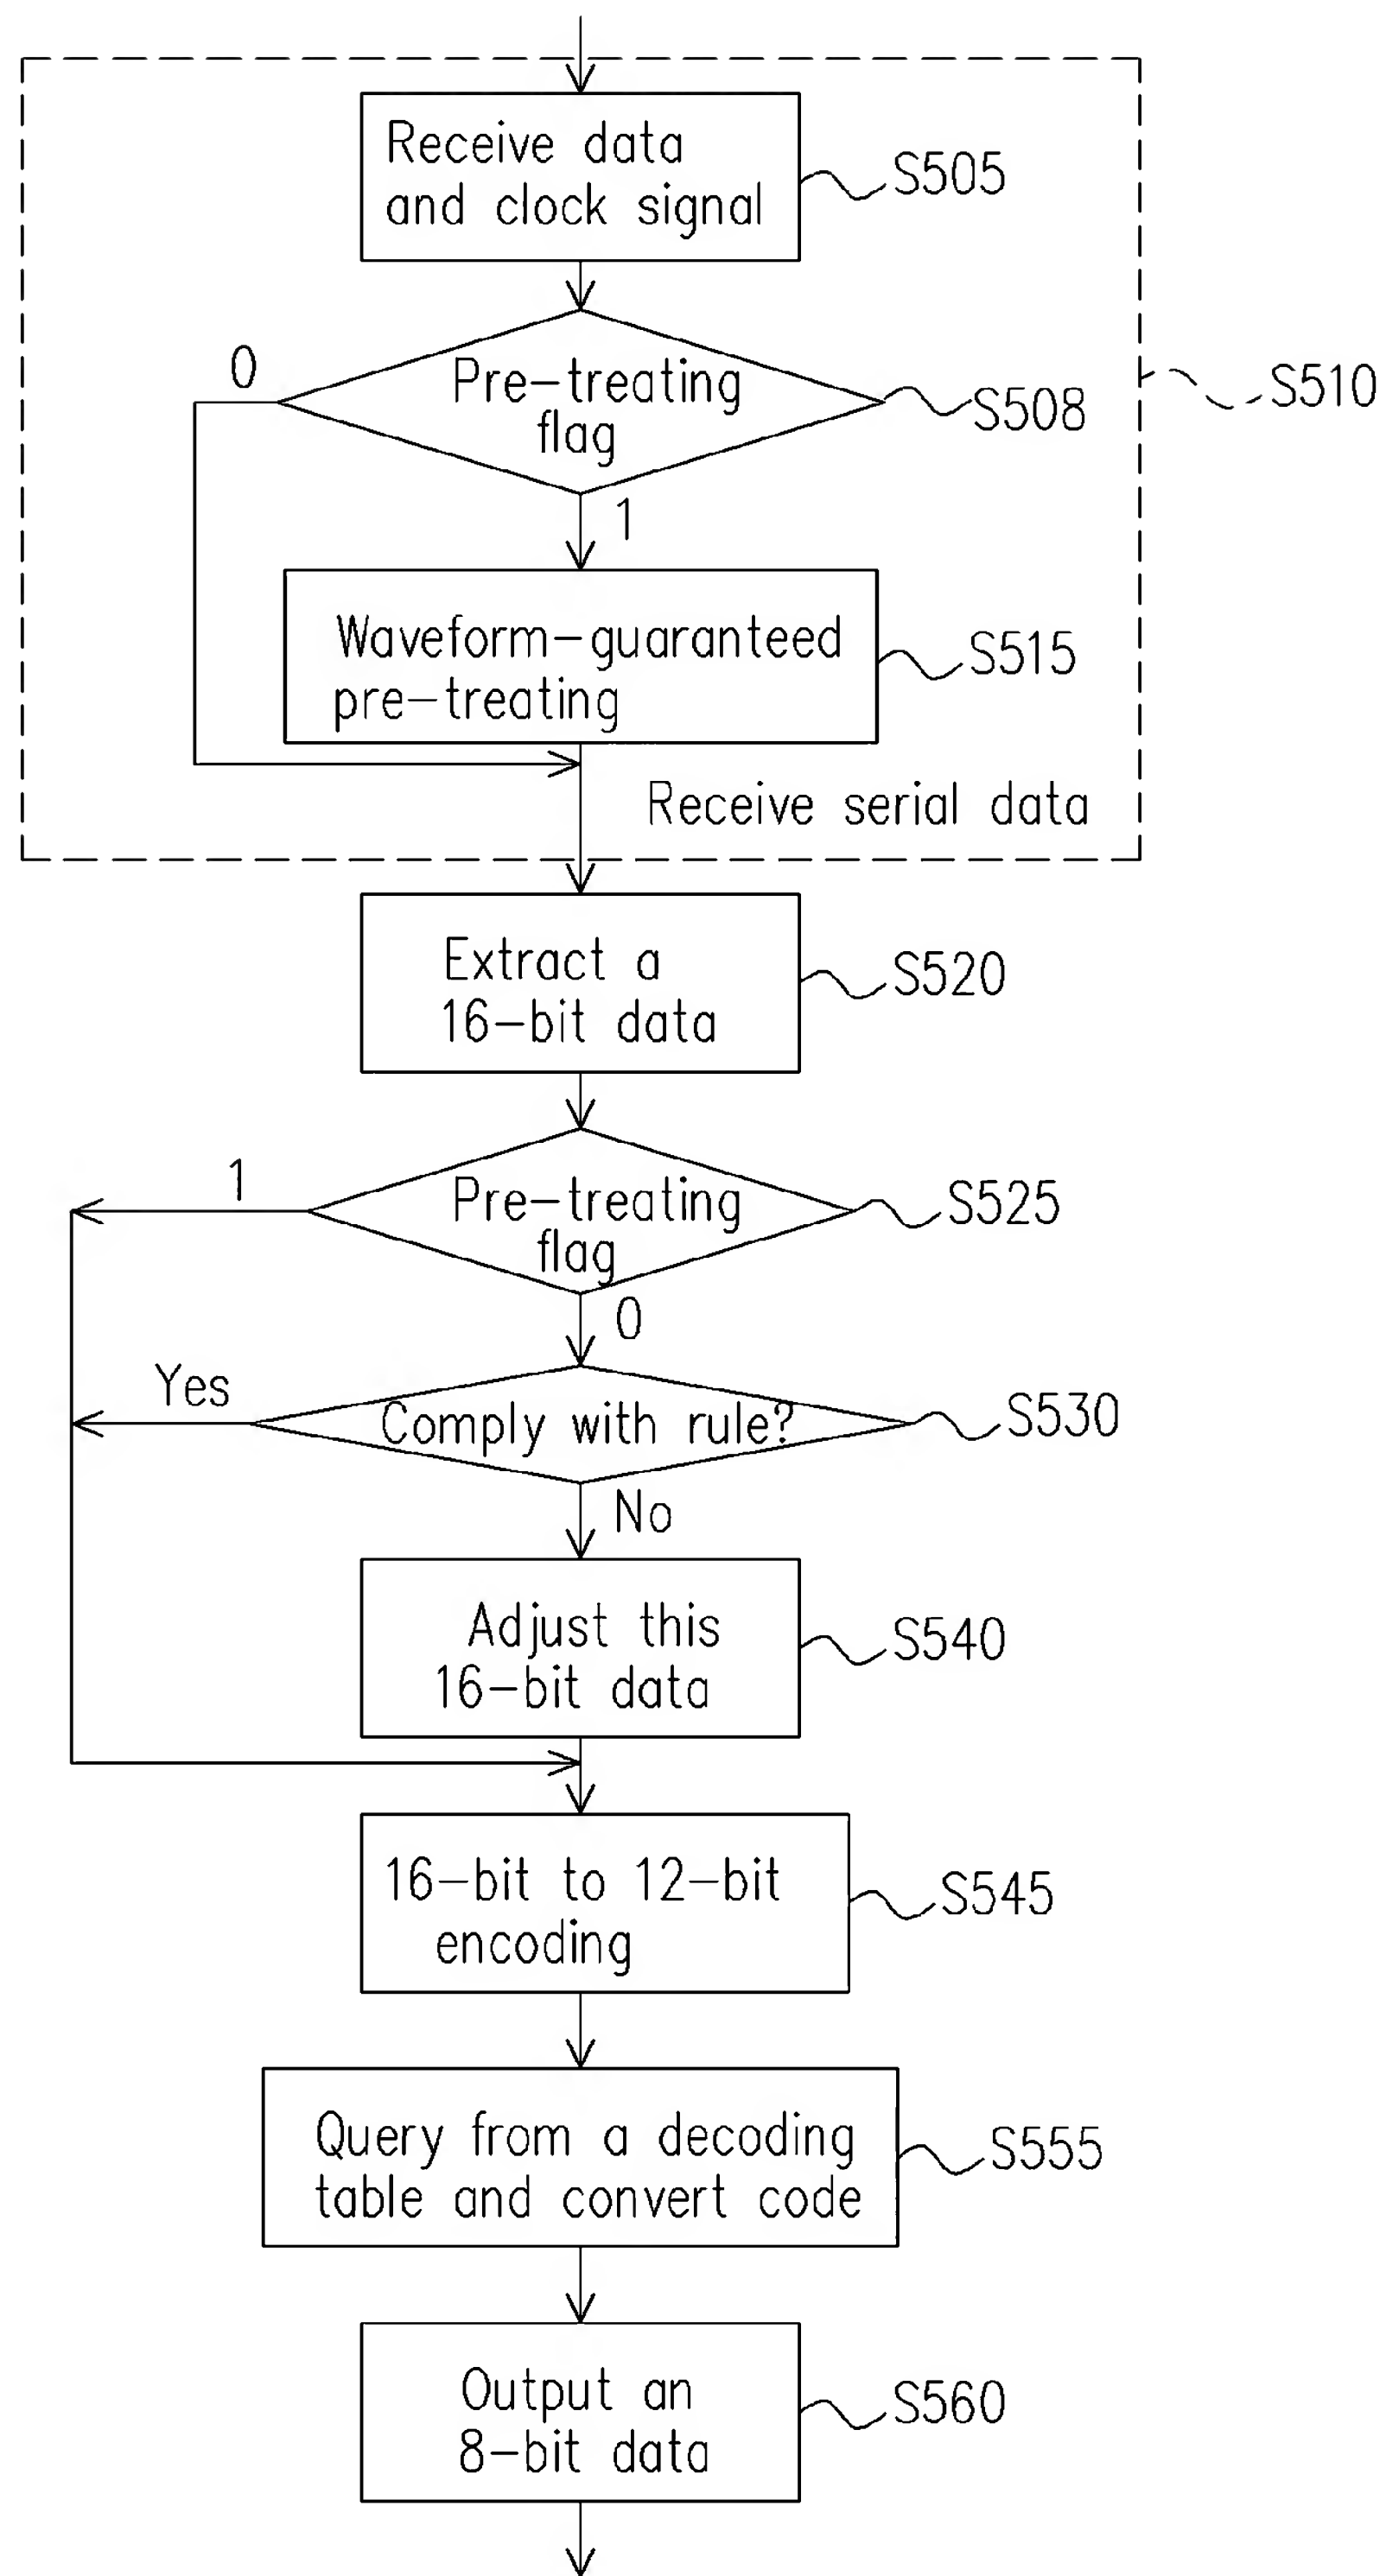 Receive data
and clock signal
S505
0
Pre-treating
flag
S508
S510
1
Waveform-guaranteed
pre-treating
S515
Receive serial data
Extract a
16-bit data
S520
1
Pre-treating
flag
S525
0
Yes
Comply with rule?
S530
No
Adjust this
16-bit data
S540
16-bit to 12-bit
encoding
S545
Query from a decoding
table and convert code
S555
Output an
8-bit data
S560